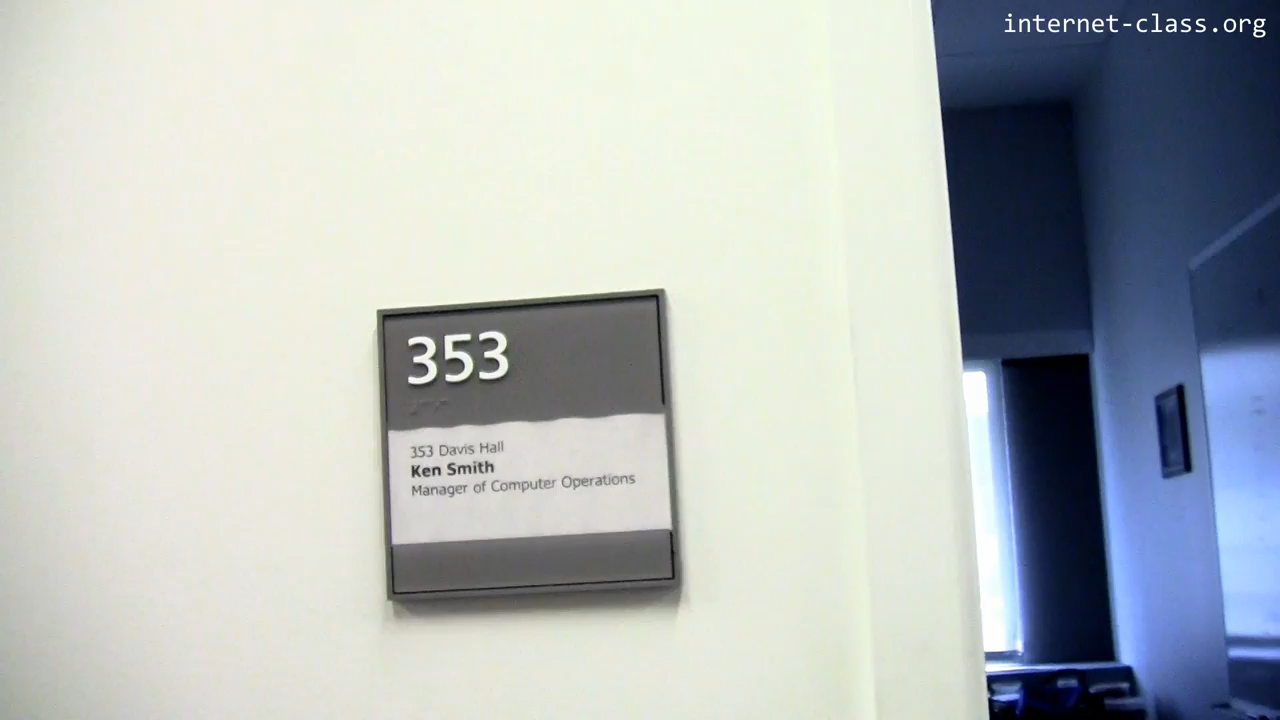 internet-class.org
353
353 Davis Hall
Ken Smith
Manager of Computer Operations